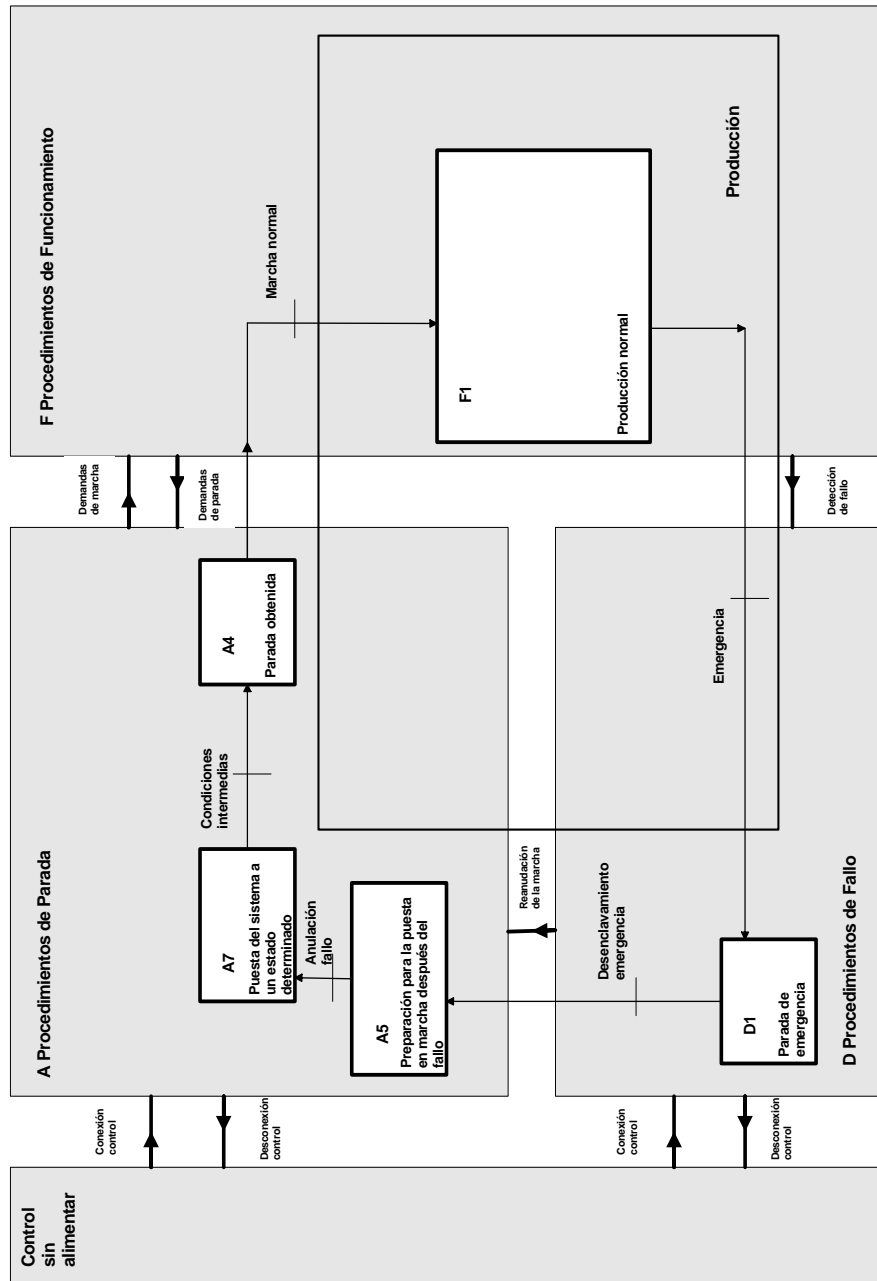 Control
sin
alimentar
Conexión
control
Desconexión
control
Conexión
control
Desconexión
control
A Procedimientos de Parada
A7
Puesta del sistema a
un estado
determinado
Condiciones
intermedias
A4
Parada obtenida
Anulación
fallo
A5
Preparación para la puesta
en marcha después del
fallo
Reanudación
de la marcha
Desenclavamiento
emergencia
D1
Parada de
emergencia
D Procedimientos de Fallo
Emergencia
Demandas
de marcha
Demandas
de parada
Detección
de fallo
F Procedimientos de Funcionamiento
Marcha normal
F1
Producción normal
Producción